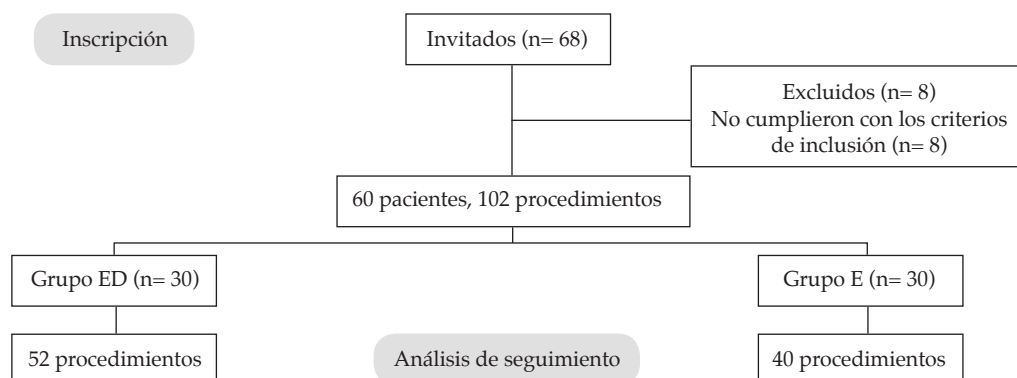 Inscripción
Invitados (n= 68)
Excluidos (n= 8)
No cumplieron con los criterios
de inclusión (n= 8)
60 pacientes, 102 procedimientos
Grupo ED (n= 30)
Grupo E (n= 30)
52 procedimientos
Análisis de seguimiento
40 procedimientos